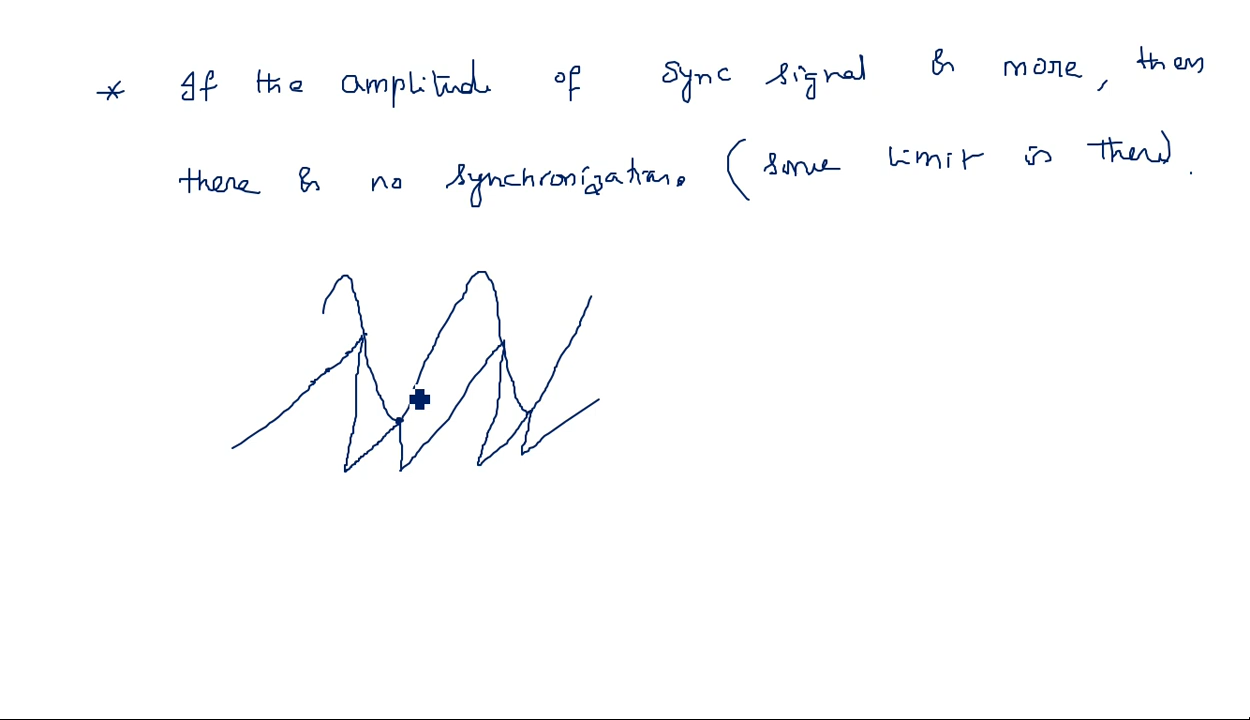 * If the amplitude of sync signal is more, then
there is no synchronization. (some limit is there).